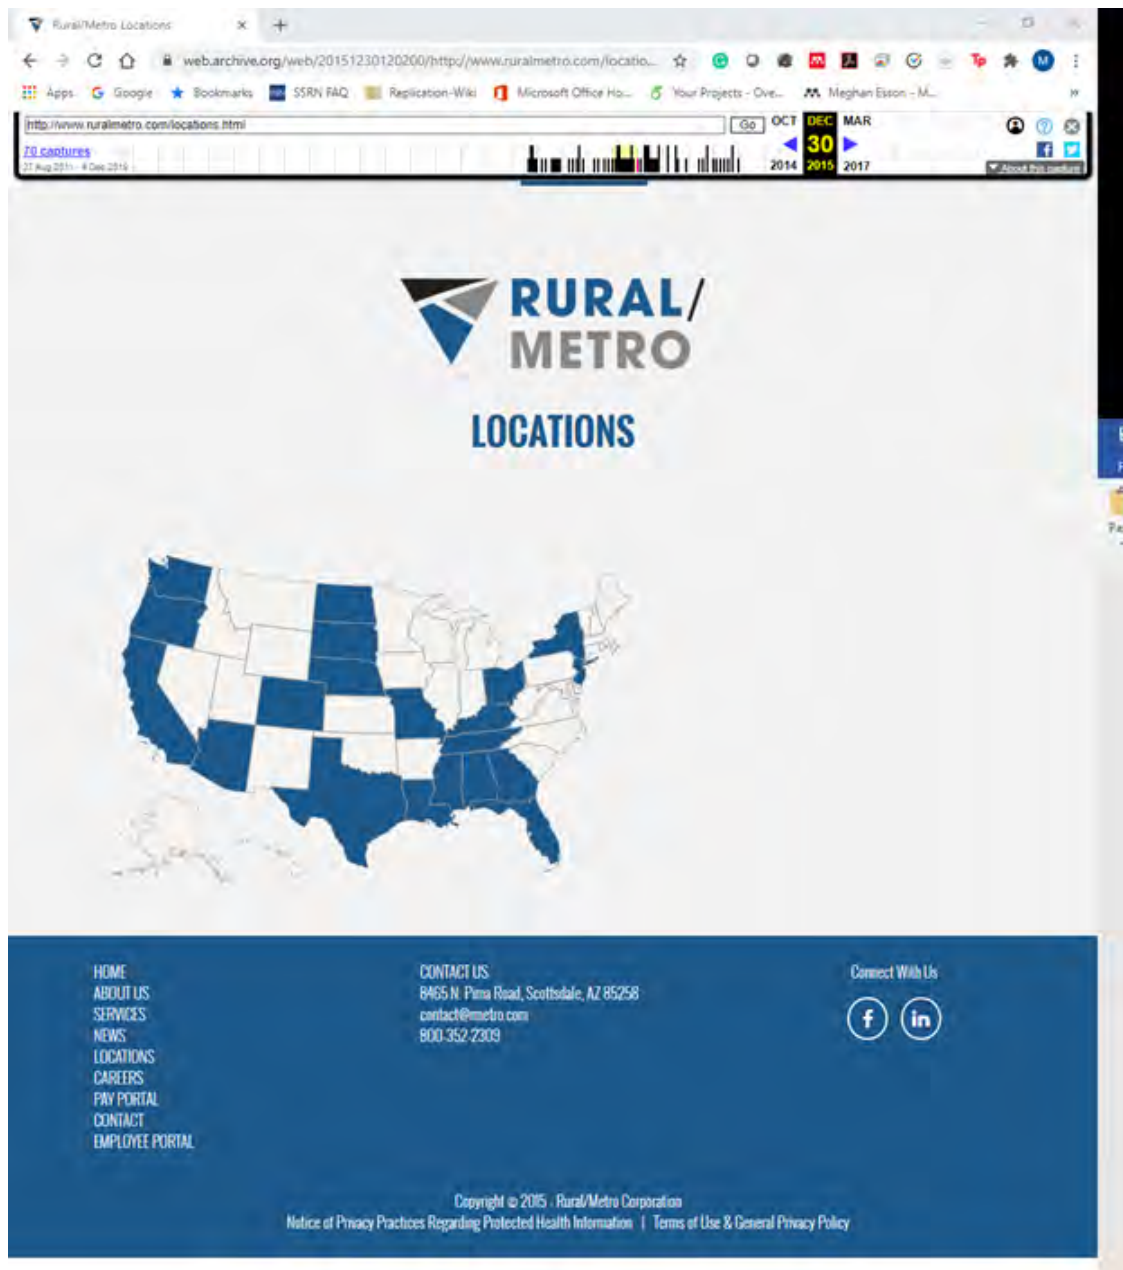 Rural/Metro Locations
web.archive.org/web/20151230120200/http://www.ruralmetro.com/locatio...
Apps Google Bookmarks SSRN FAQ Replication-Wiki Microsoft Office Ho... Your Projects - Ove... Meghan Esson - M...
http://www.ruralmetro.com/locations.html Go OCT DEC MAR
70 captures 30
2014 2015 2017 About this capture
RURAL/
METRO
LOCATIONS
HOME
ABOUT US
SERVICES
NEWS
LOCATIONS
CAREERS
PAY PORTAL
CONTACT
EMPLOYEE PORTAL
CONTACT US
8465 N. Pima Road, Scottsdale, AZ 85258
contact@rmetro.com
800-352-2309
Connect With Us
f in
Copyright © 2015 - Rural/Metro Corporation
Notice of Privacy Practices Regarding Protected Health Information | Terms of Use & General Privacy Policy